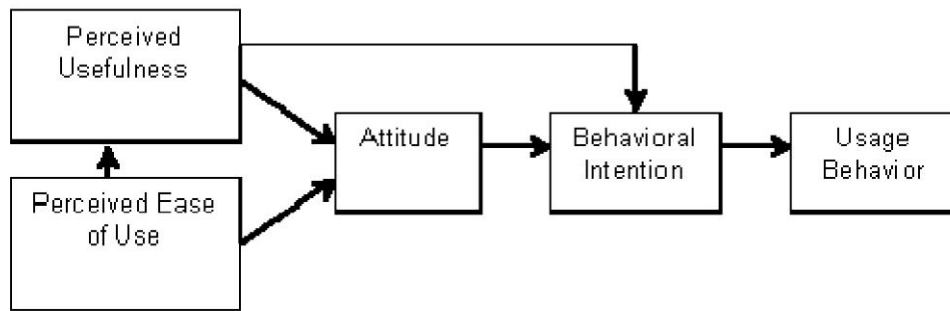 Perceived
Usefulness
Perceived Ease
of Use
Attitude
Behavioral
Intention
Usage
Behavior